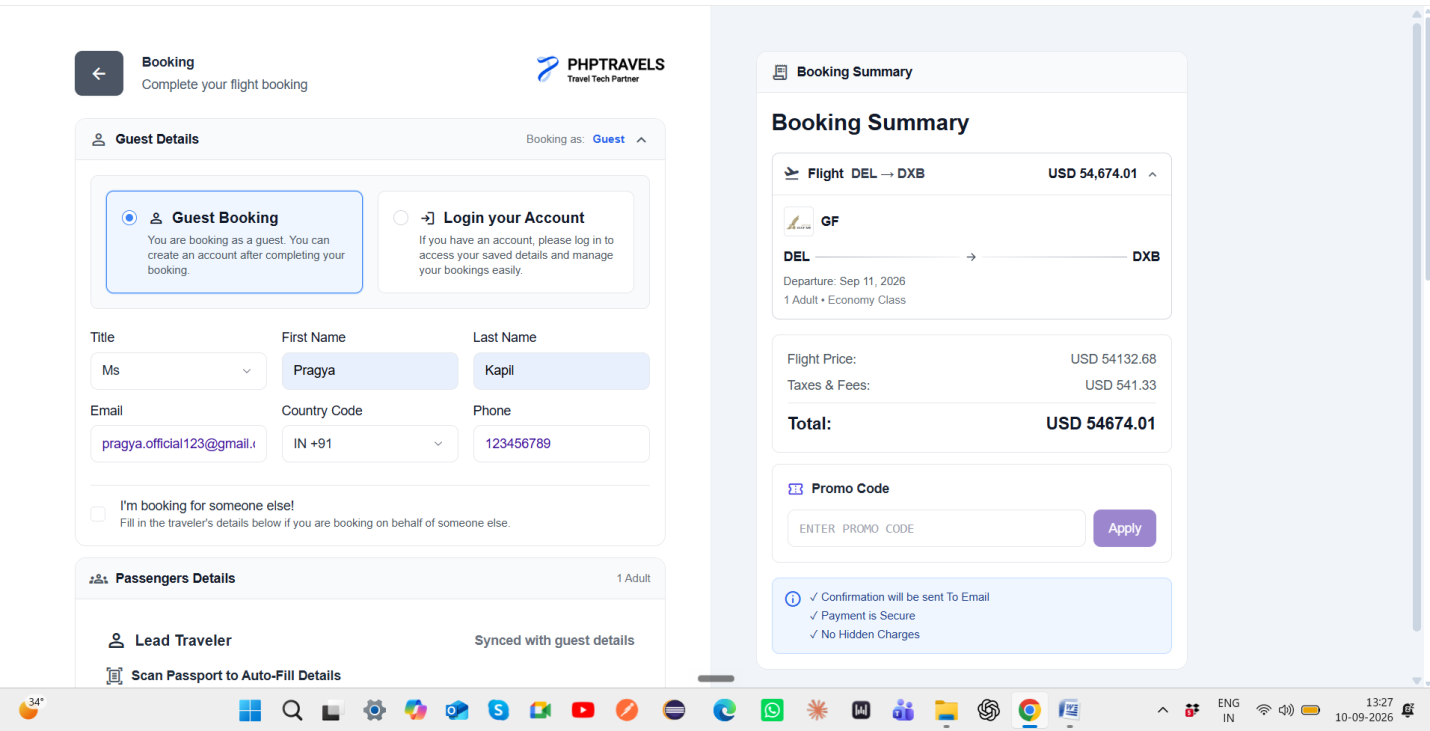 Booking
Complete your flight booking
PHPTRAVELS
Travel Tech Partner
Guest Details
Booking as: Guest
Guest Booking
You are booking as a guest. You can
create an account after completing your
booking.
Login your Account
If you have an account, please log in to
access your saved details and manage
your bookings easily.
Title
First Name
Last Name
Ms
Pragya
Kapil
Email
Country Code
Phone
pragya.official123@gmail.
IN +91
123456789
I'm booking for someone else!
Fill in the traveler's details below if you are booking on behalf of someone else.
Passengers Details
1 Adult
Lead Traveler
Synced with guest details
Scan Passport to Auto-Fill Details
Booking Summary
Booking Summary
Flight DEL → DXB
USD 54,674.01
GF
DEL → DXB
Departure: Sep 11, 2026
1 Adult • Economy Class
Flight Price: USD 54132.68
Taxes & Fees: USD 541.33
Total: USD 54674.01
Promo Code
ENTER PROMO CODE
Apply
✓ Confirmation will be sent To Email
✓ Payment is Secure
✓ No Hidden Charges
34°
ENG
IN
13:27
10-09-2026